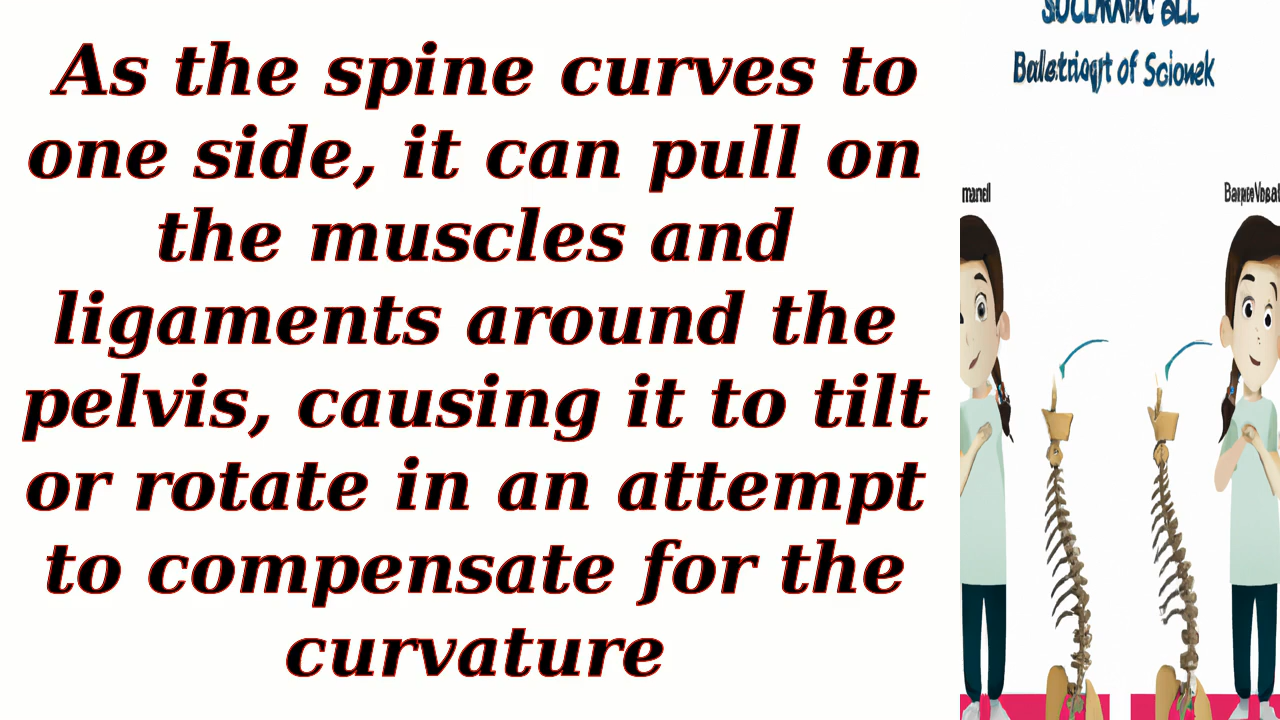 As the spine curves to
one side, it can pull on
the muscles and
ligaments around the
pelvis, causing it to tilt
or rotate in an attempt
to compensate for the
curvature
of